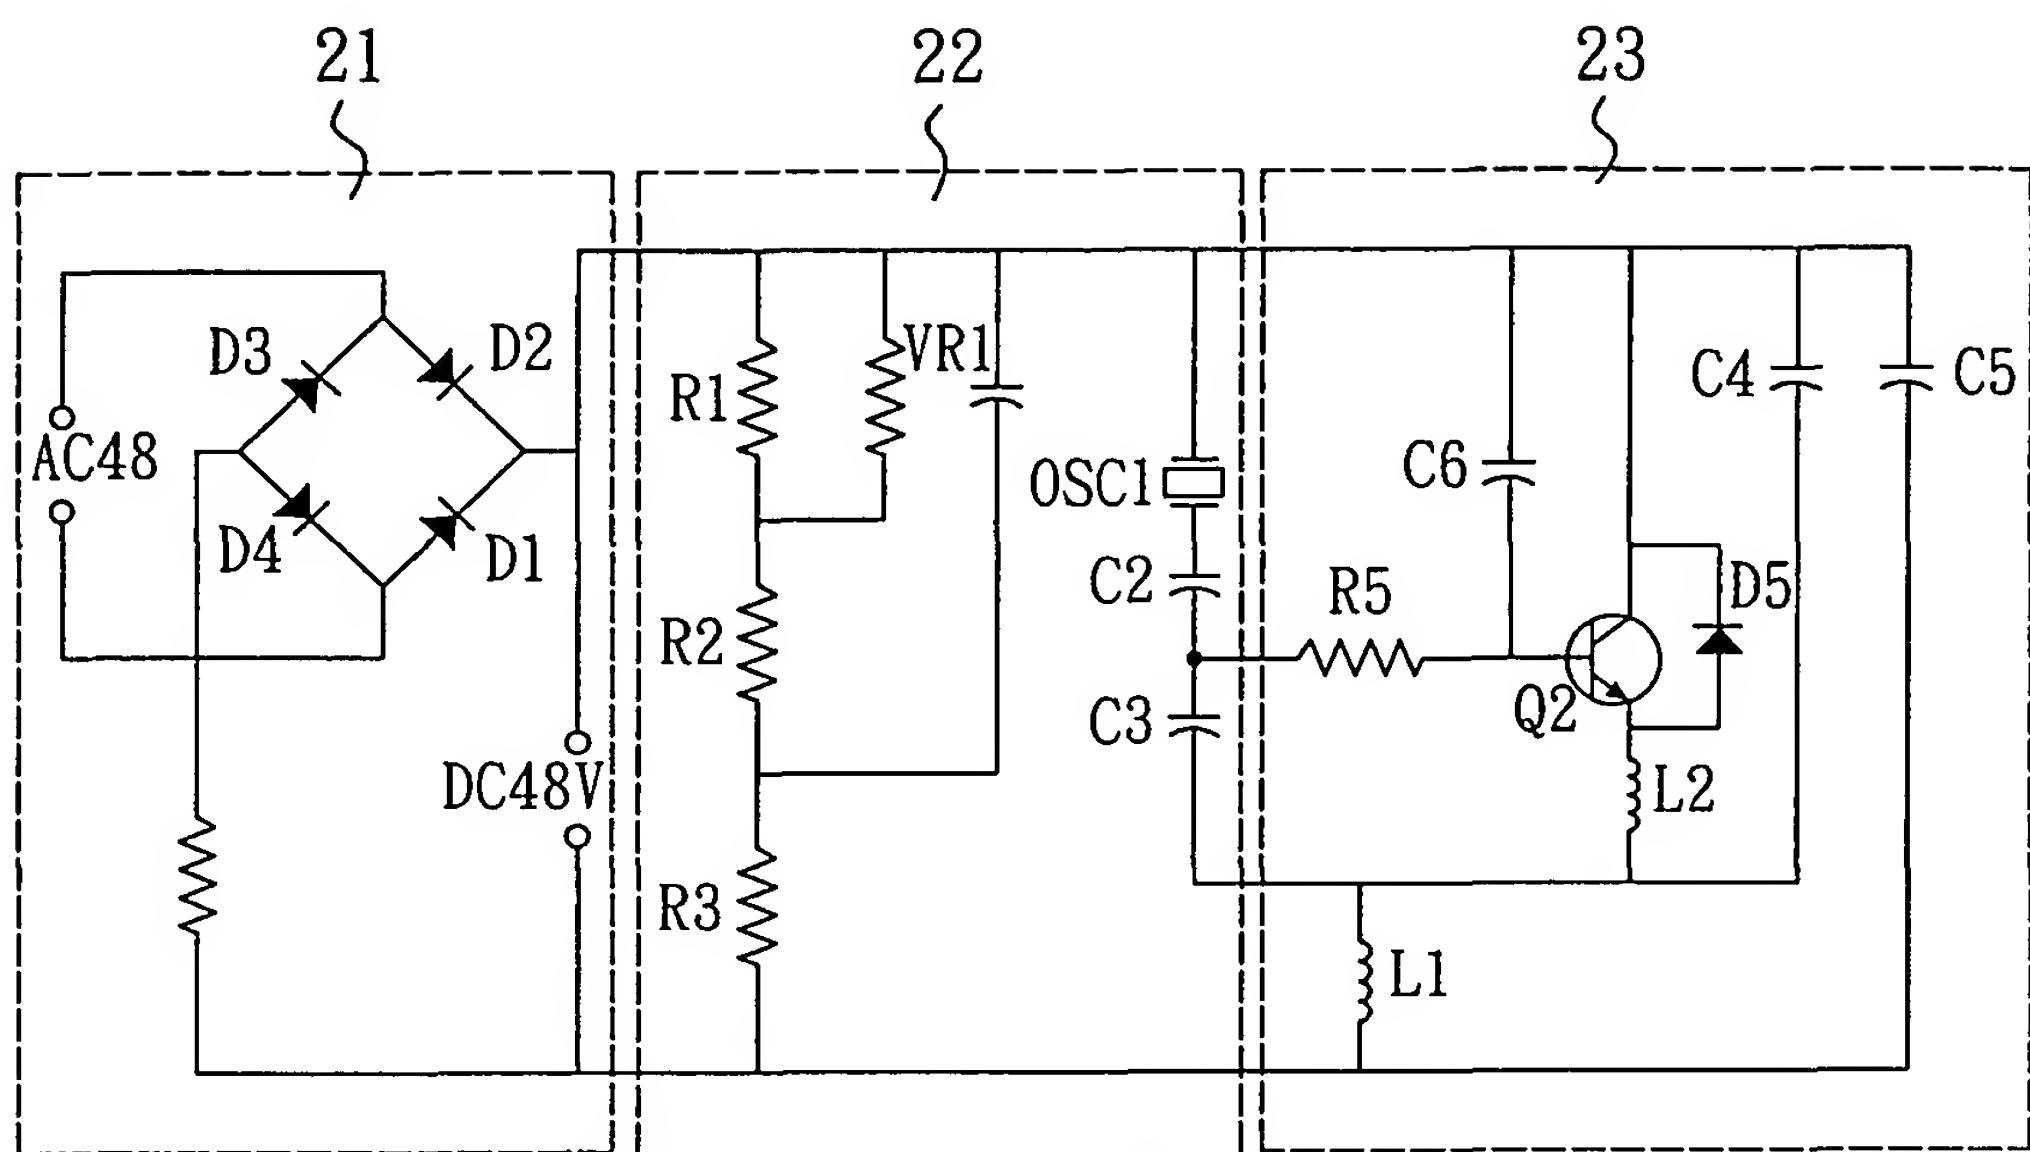 21
22
23
D3
D2
AC48
D4
D1
DC48V
R1
VR1
R2
R3
OSC1
C2
C3
R5
C6
Q2
D5
L2
C4
C5
L1